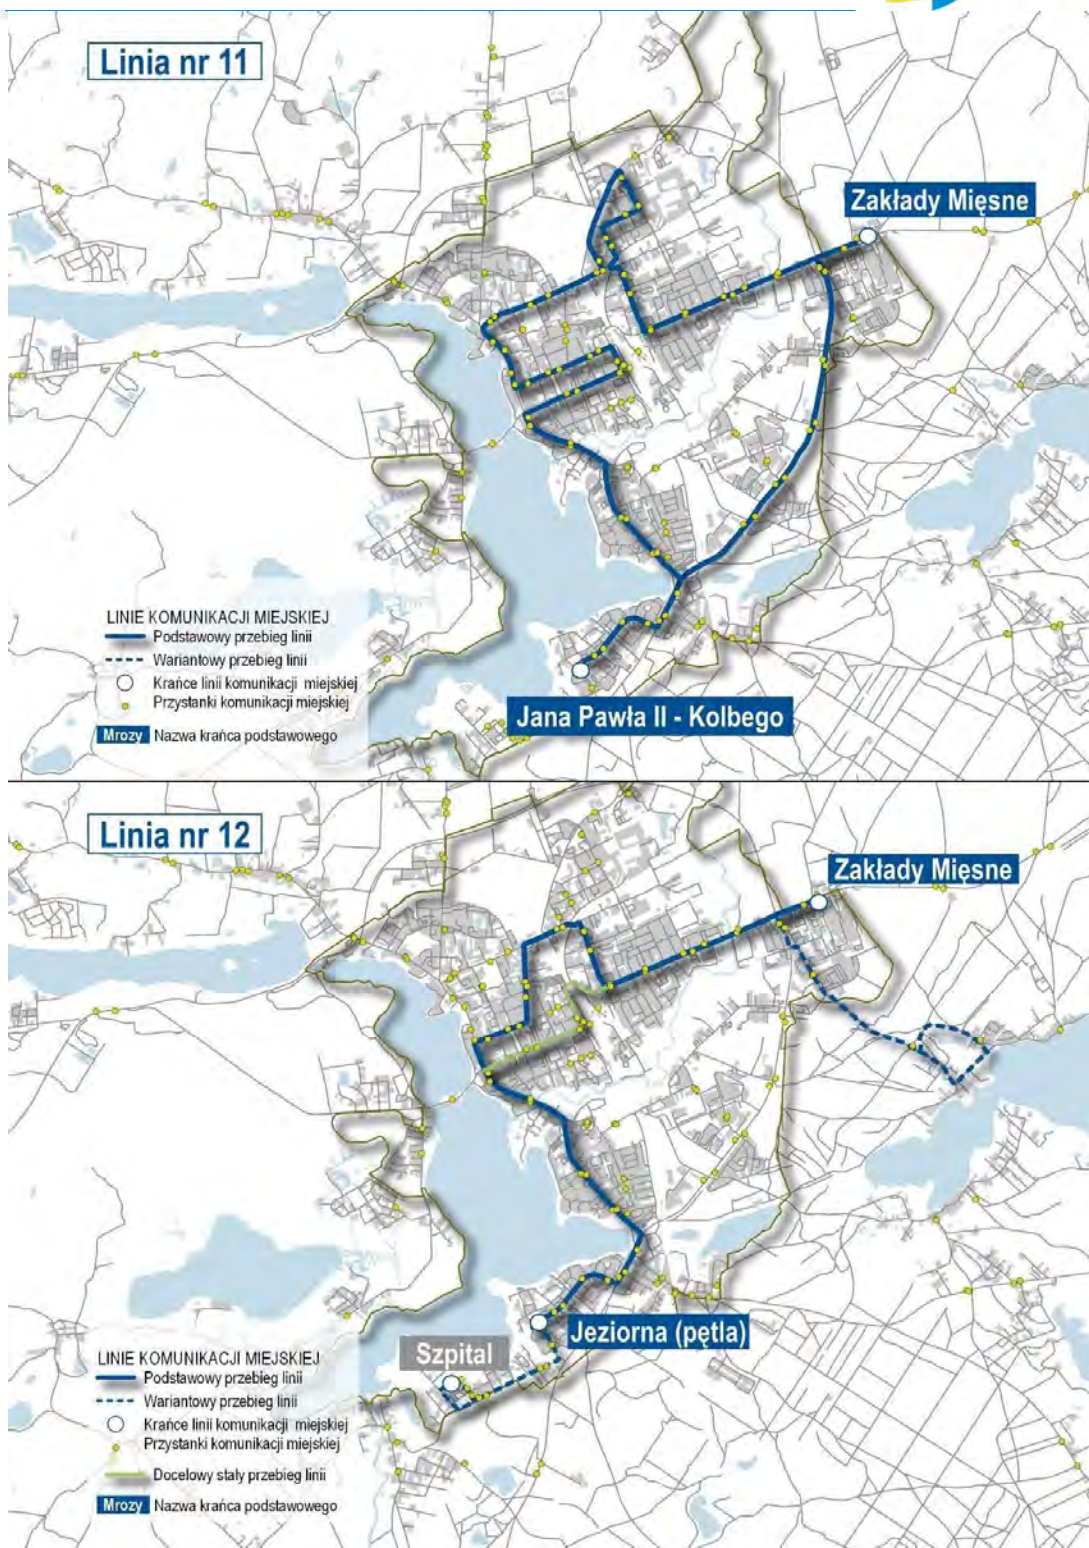 Linia nr 11
Zakłady Mięsne
LINIE KOMUNIKACJI MIEJSKIEJ
Podstawowy przebieg linii
Wariantowy przebieg linii
Krańce linii komunikacji miejskiej
Przystanki komunikacji miejskiej
Mrozy Nazwa krańca podstawowego
Jana Pawła II - Kolbego
Linia nr 12
Zakłady Mięsne
Jeziorna (pętla)
Szpital
LINIE KOMUNIKACJI MIEJSKIEJ
Podstawowy przebieg linii
Wariantowy przebieg linii
Krańce linii komunikacji miejskiej
Przystanki komunikacji miejskiej
Docelowy stały przebieg linii
Mrozy Nazwa krańca podstawowego